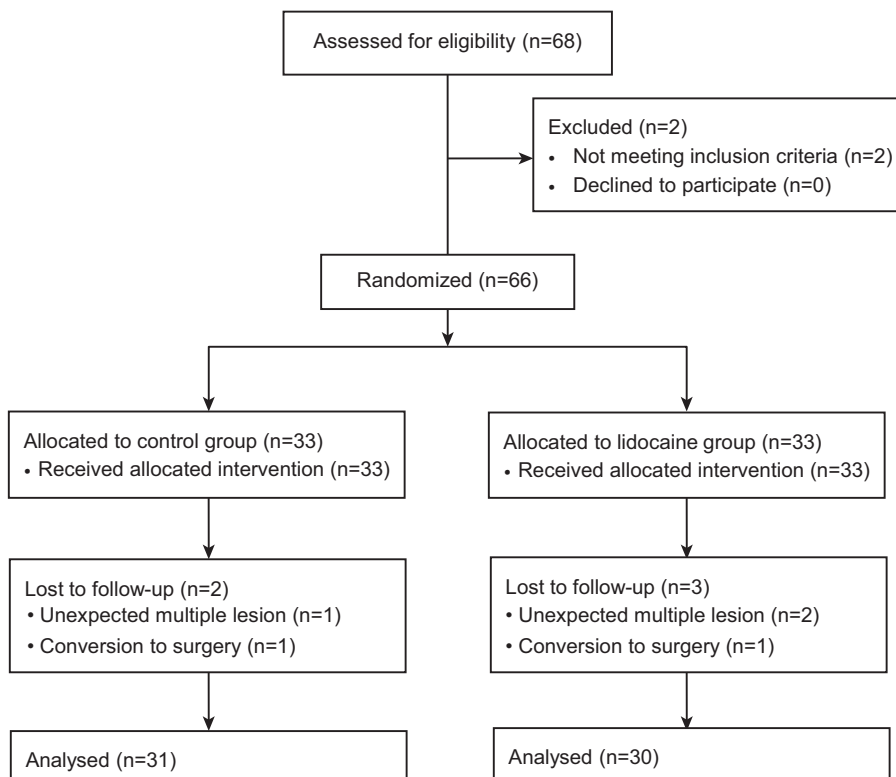 Assessed for eligibility (n=68)
Excluded (n=2)
• Not meeting inclusion criteria (n=2)
• Declined to participate (n=0)
Randomized (n=66)
Allocated to control group (n=33)
• Received allocated intervention (n=33)
Allocated to lidocaine group (n=33)
• Received allocated intervention (n=33)
Lost to follow-up (n=2)
• Unexpected multiple lesion (n=1)
• Conversion to surgery (n=1)
Lost to follow-up (n=3)
• Unexpected multiple lesion (n=2)
• Conversion to surgery (n=1)
Analysed (n=31)
Analysed (n=30)